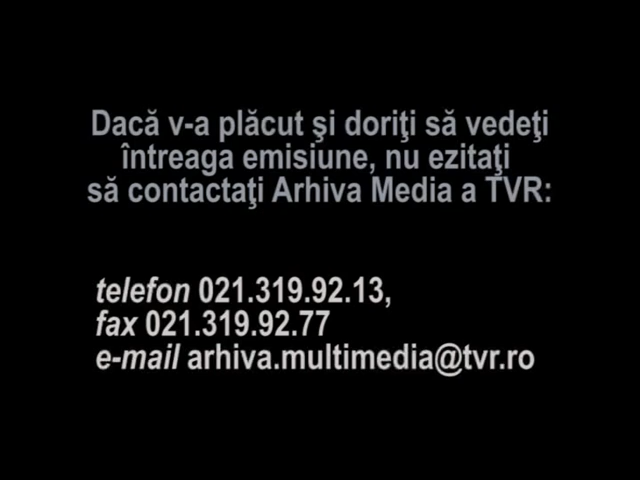 Dacă v-a plăcut şi doriţi să vedeţi
întreaga emisiune, nu ezitaţi
să contactaţi Arhiva Media a TVR:
telefon 021.319.92.13,
fax 021.319.92.77
e-mail arhiva.multimedia@tvr.ro